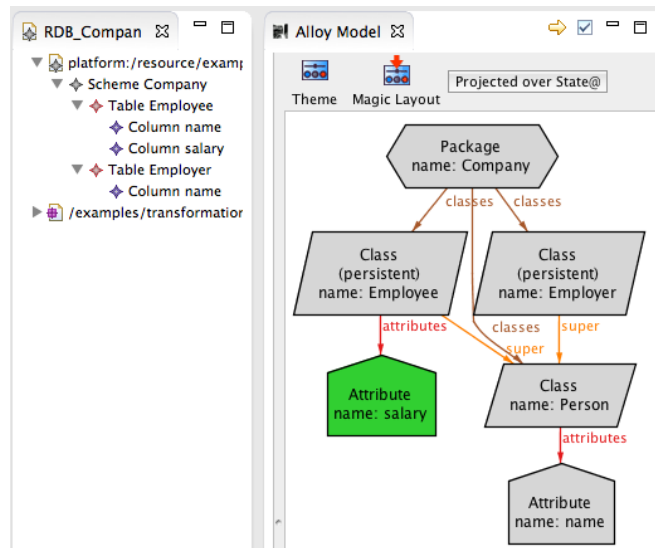 RDB_Compan
platform:/resource/examp
Scheme Company
Table Employee
Column name
Column salary
Table Employer
Column name
/examples/transformation
Alloy Model
Theme
Magic Layout
Projected over State@
Package
name: Company
classes
classes
Class
(persistent)
name: Employee
Class
(persistent)
name: Employer
attributes
classes
super
super
Attribute
name: salary
Class
name: Person
attributes
Attribute
name: name